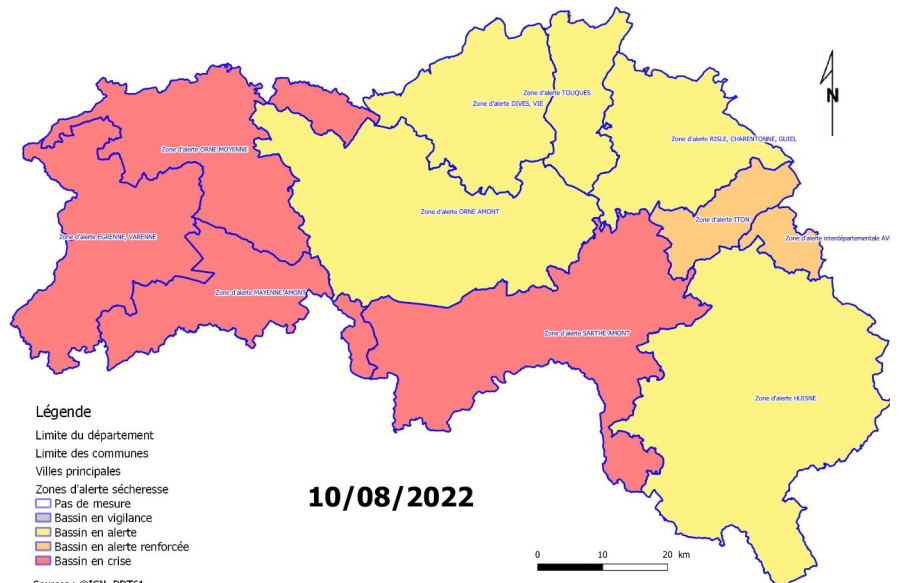 Zone d'alerte TOUQUES
Zone d'alerte DIVES, VIE
N
Zone d'alerte RISLE, CHARENTONNE, GUIEL
Zone d'alerte ORNE MOYENNE
Zone d'alerte ORNE AMONT
Zone d'alerte ITON
Zone d'alerte EGRENNE, VARENNE
Zone d'alerte interdépartementale AV
Zone d'alerte MAYENNE AMONT
Zone d'alerte SARTHE AMONT
Zone d'alerte HUISNE
Légende
Limite du département
Limite des communes
Villes principales
Zones d'alerte sécheresse
Pas de mesure
Bassin en vigilance
Bassin en alerte
Bassin en alerte renforcée
Bassin en crise
10/08/2022
0 10 20 km
Sources : ©IGN, DDT61